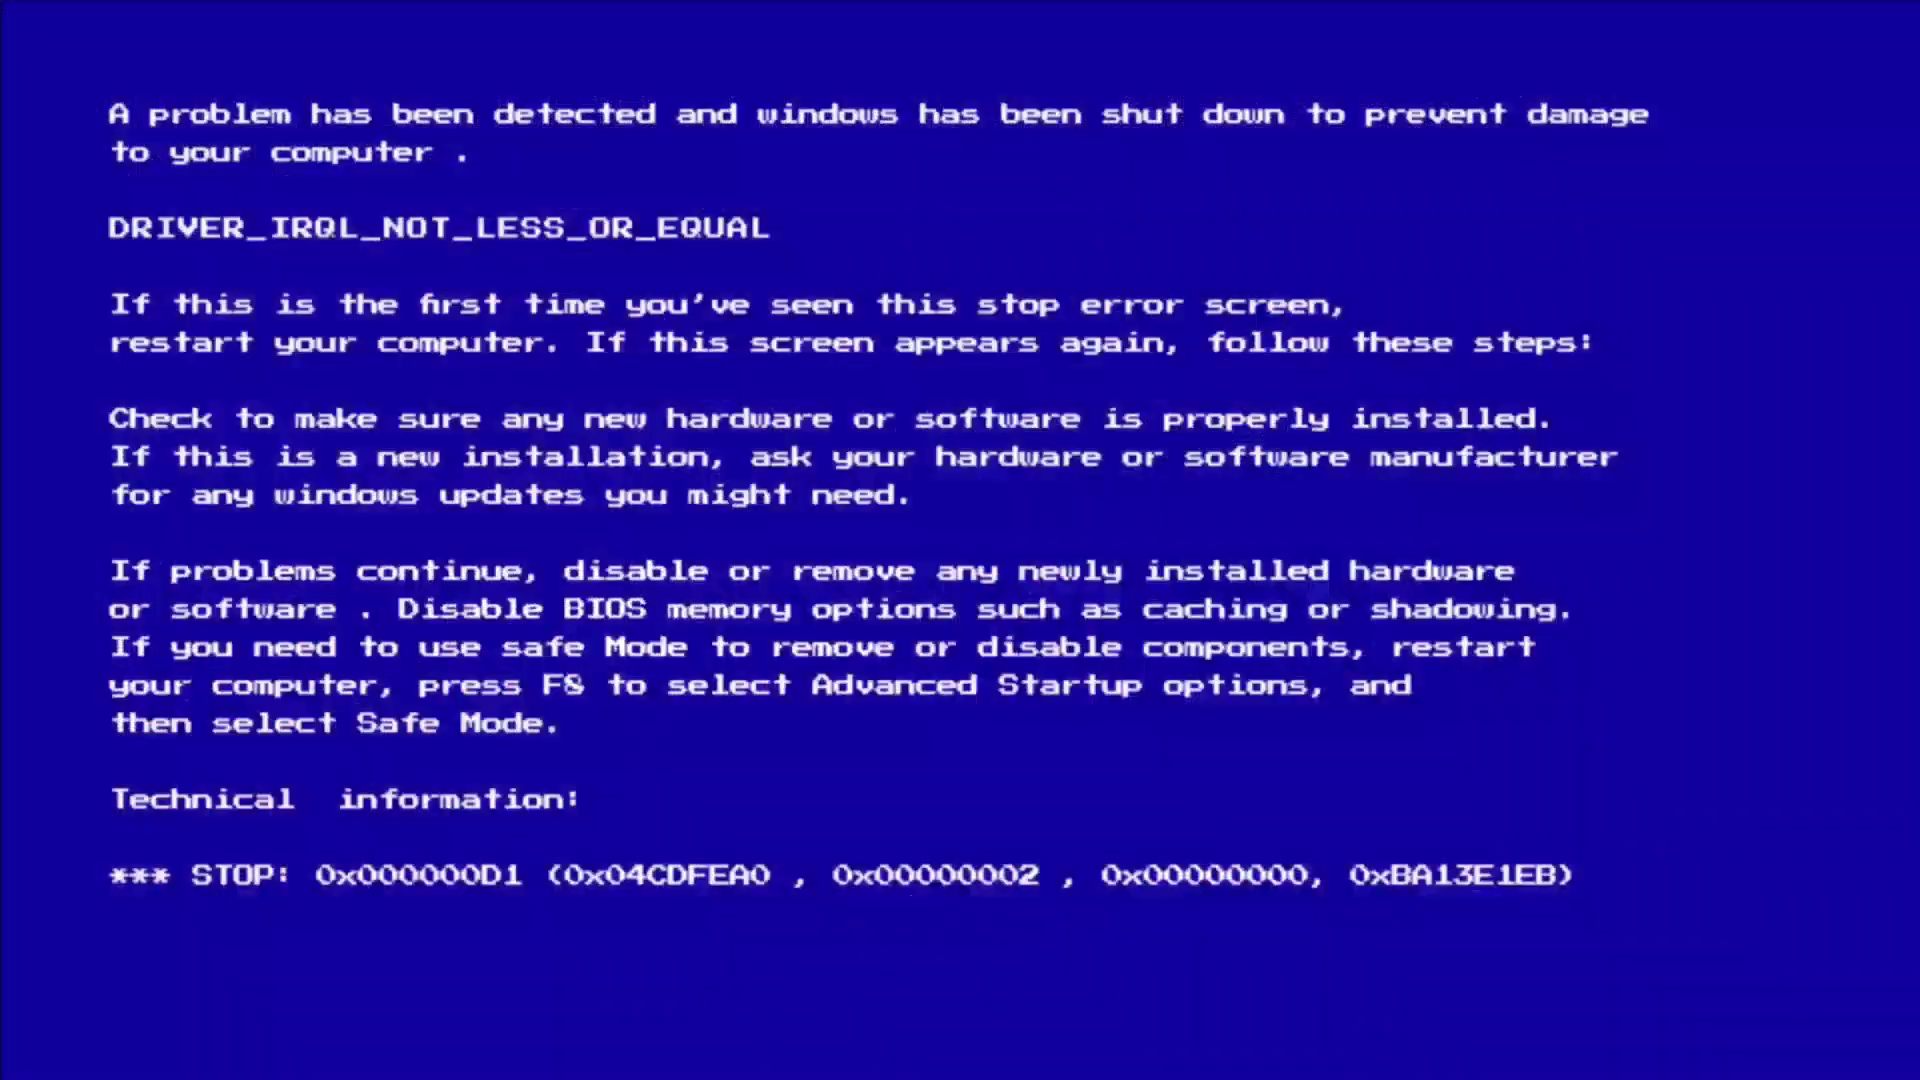 A problem has been detected and windows has been shut down to prevent damage
to your computer .
DRIVER_IRQL_NOT_LESS_OR_EQUAL
If this is the first time you've seen this stop error screen,
restart your computer. If this screen appears again, follow these steps:
Check to make sure any new hardware or software is properly installed.
If this is a new installation, ask your hardware or software manufacturer
for any windows updates you might need.
If problems continue, disable or remove any newly installed hardware
or software . Disable BIOS memory options such as caching or shadowing.
If you need to use safe Mode to remove or disable components, restart
your computer, press F& to select Advanced Startup options, and
then select Safe Mode.
Technical  information:
*** STOP: 0x000000D1 (0x04CDFEA0 , 0x00000002 , 0x00000000, 0xBA13E1EB)